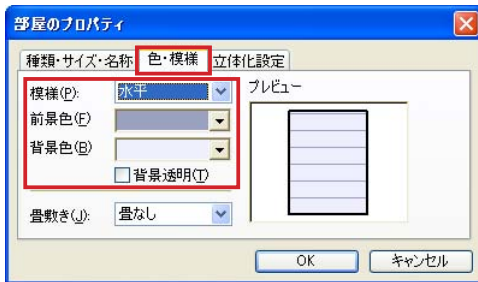 部屋のプロパティ
種類・サイズ・名称 色・模様 立体化設定
模様(P): 水平 プレビュー
前景色(F)
背景色(B)
背景透明(T)
畳敷き(J): 畳なし
OK キャンセル